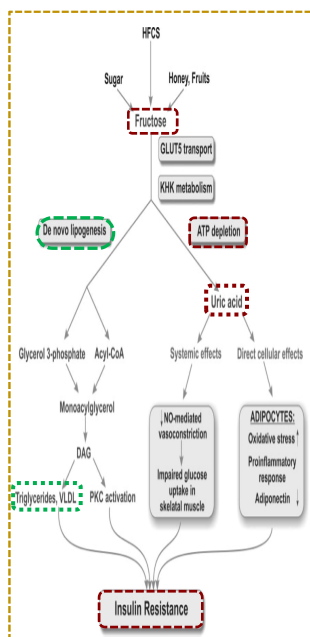 HFCS
Sugar
Honey, Fruits
Fructose
GLUT5 transport
KHK metabolism
De novo lipogenesis
ATP depletion
Uric acid
Glycerol 3-phosphate
Acyl-CoA
Systemic effects
Direct cellular effects
Monoacylglycerol
DAG
Triglycerides, VLDL
PKC activation
↓NO-mediated
vasoconstriction
Impaired glucose
uptake in
skelatal muscle
ADIPOCYTES:
Oxidative stress ↑
Proinflammatory
response
Adiponectin ↓
Insulin Resistance